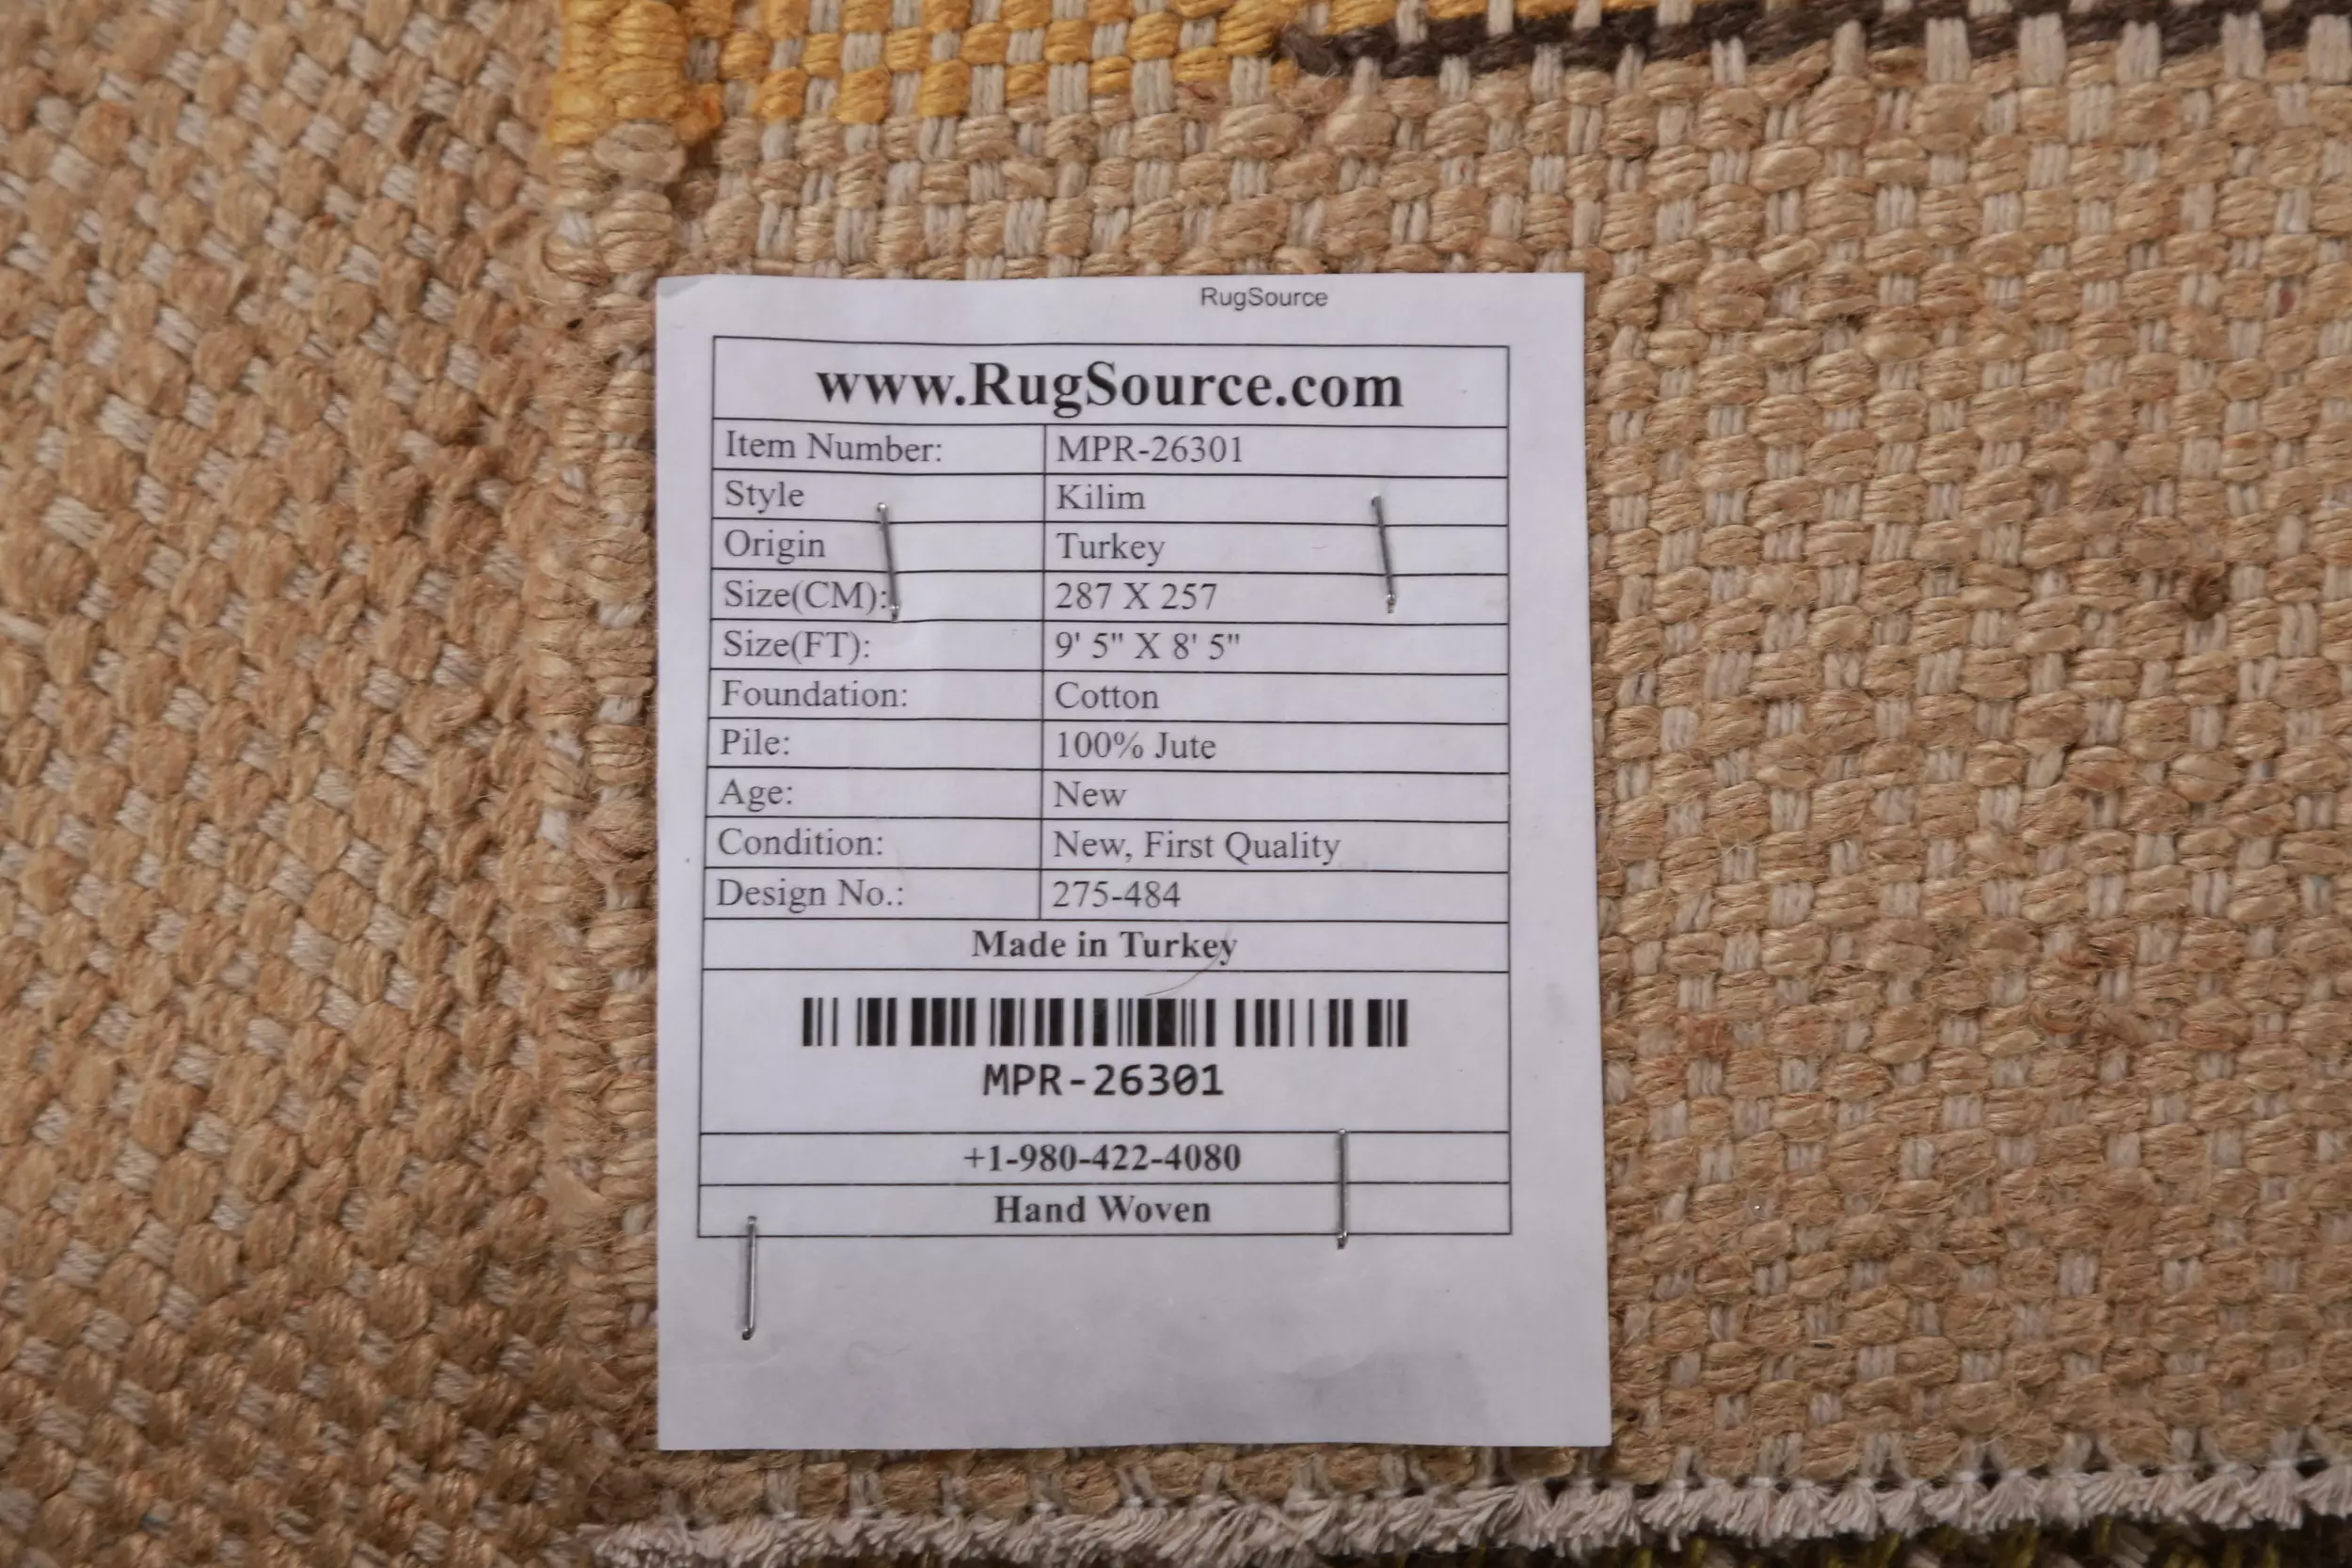 RugSource
www.RugSource.com
Item Number: MPR-26301
Style Kilim
Origin Turkey
Size(CM): 287 X 257
Size(FT): 9' 5" X 8' 5"
Foundation: Cotton
Pile: 100% Jute
Age: New
Condition: New, First Quality
Design No.: 275-484
Made in Turkey
MPR-26301
+1-980-422-4080
Hand Woven